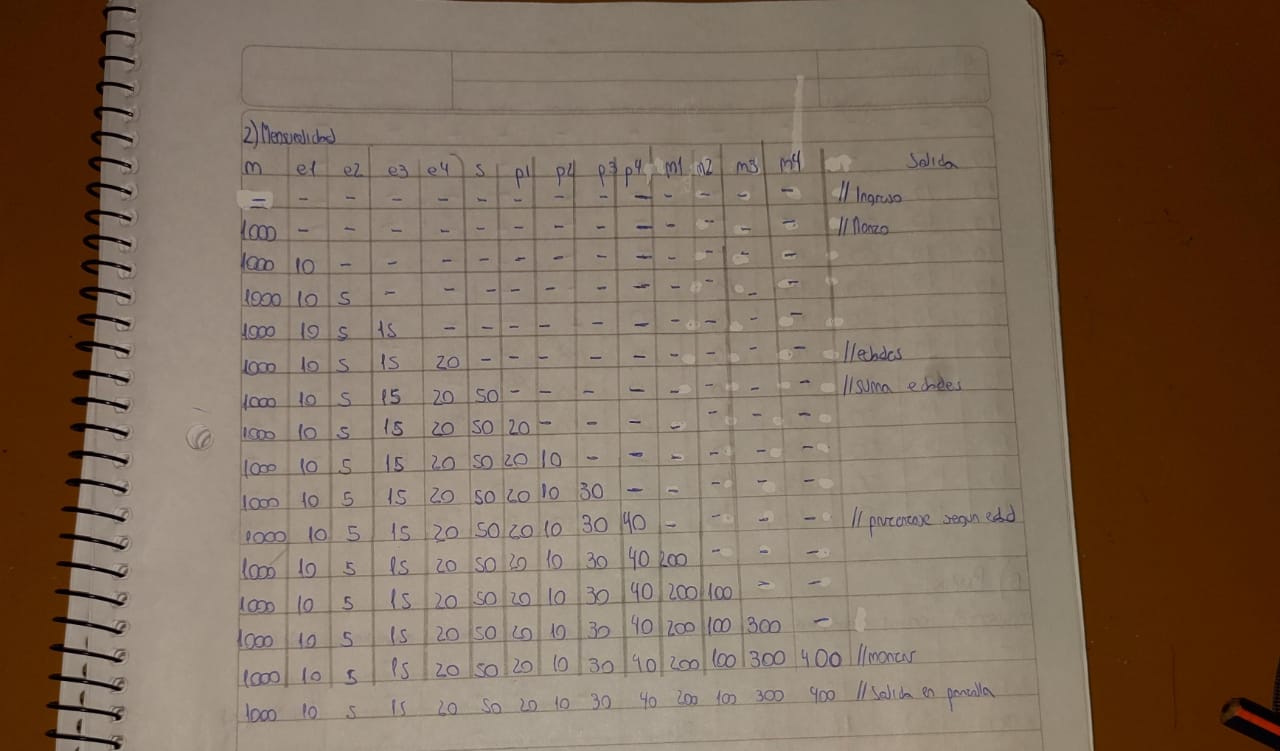 2) Mensualidad
m e1 e2 e3 e4 s p1 p2 p3 p4 m1 m2 m3 m4 Salida
- - - - - - - - - - - - - - // Ingreso
1000 - - - - - - - - - - - - - // Monto
1000 10 - - - - - - - - - - - -
1000 10 5 - - - - - - - - - - -
1000 10 5 15 - - - - - - - - - -
1000 10 5 15 20 - - - - - - - - - // edades
1000 10 5 15 20 50 - - - - - - - - // suma edades
1000 10 5 15 20 50 20 - - - - - - -
1000 10 5 15 20 50 20 10 - - - - - -
1000 10 5 15 20 50 20 10 30 - - - - -
1000 10 5 15 20 50 20 10 30 40 - - - - // porcentaje segun edad
1000 10 5 15 20 50 20 10 30 40 200 - - -
1000 10 5 15 20 50 20 10 30 40 200 100 - -
1000 10 5 15 20 50 20 10 30 40 200 100 300 -
1000 10 5 15 20 50 20 10 30 40 200 100 300 400 // montos
1000 10 5 15 20 50 20 10 30 40 200 100 300 400 // Salida en pantalla